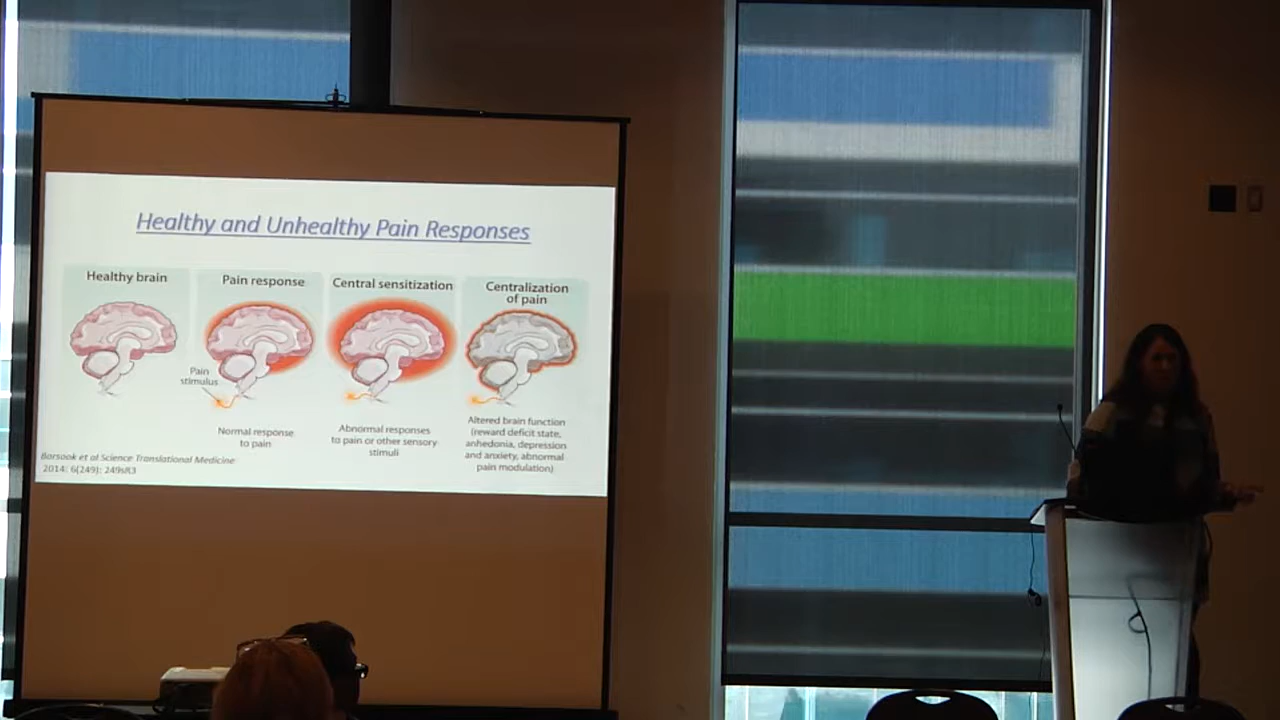 Healthy and Unhealthy Pain Responses
Healthy brain
Pain response
Central sensitization
Centralization
of pain
Pain
stimulus
Normal response
to pain
Abnormal responses
to pain or other sensory
stimuli
Altered brain function
(reward deficit state,
anhedonia, depression
and anxiety, abnormal
pain modulation)
Borsook et al Science Translational Medicine
2014: 6(249): 249sr3